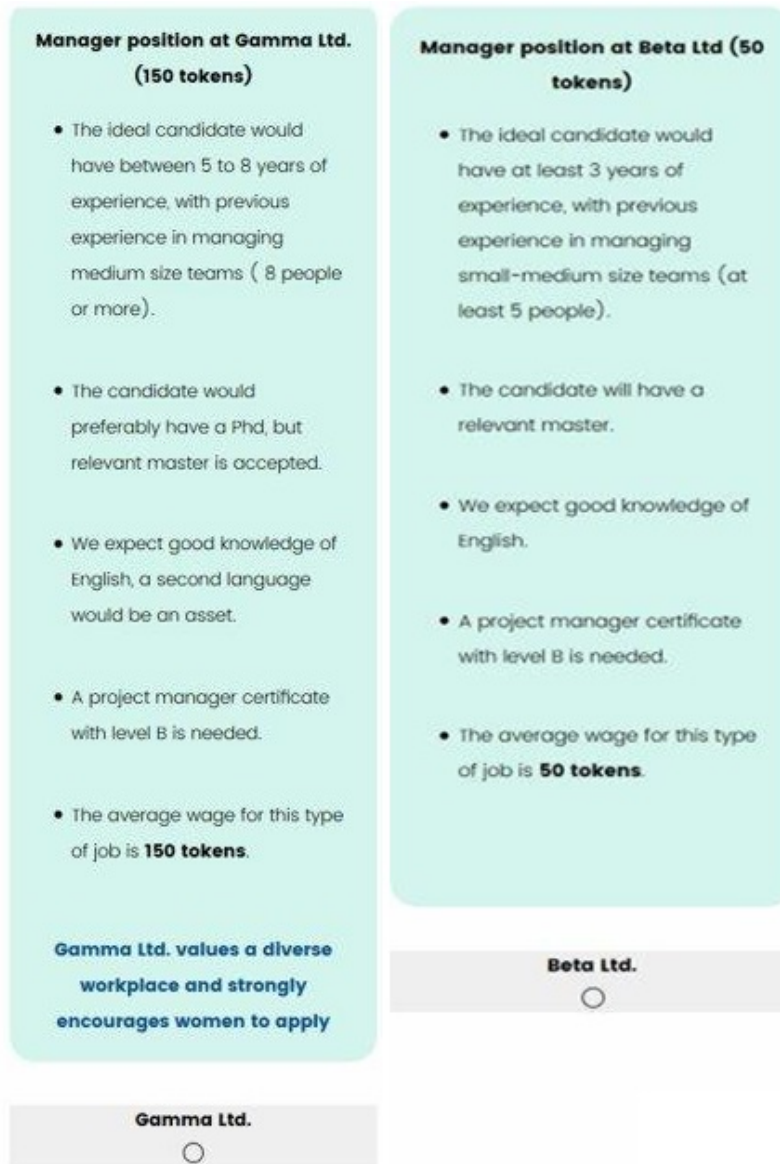 Manager position at Gamma Ltd.
(150 tokens)
• The ideal candidate would
have between 5 to 8 years of
experience, with previous
experience in managing
medium size teams ( 8 people
or more).
• The candidate would
preferably have a Phd, but
relevant master is accepted.
• We expect good knowledge of
English, a second language
would be an asset.
• A project manager certificate
with level B is needed.
• The average wage for this type
of job is 150 tokens.
Gamma Ltd. values a diverse
workplace and strongly
encourages women to apply
Gamma Ltd.
Manager position at Beta Ltd (50
tokens)
• The ideal candidate would
have at least 3 years of
experience, with previous
experience in managing
small-medium size teams (at
least 5 people).
• The candidate will have a
relevant master.
• We expect good knowledge of
English.
• A project manager certificate
with level B is needed.
• The average wage for this type
of job is 50 tokens.
Beta Ltd.